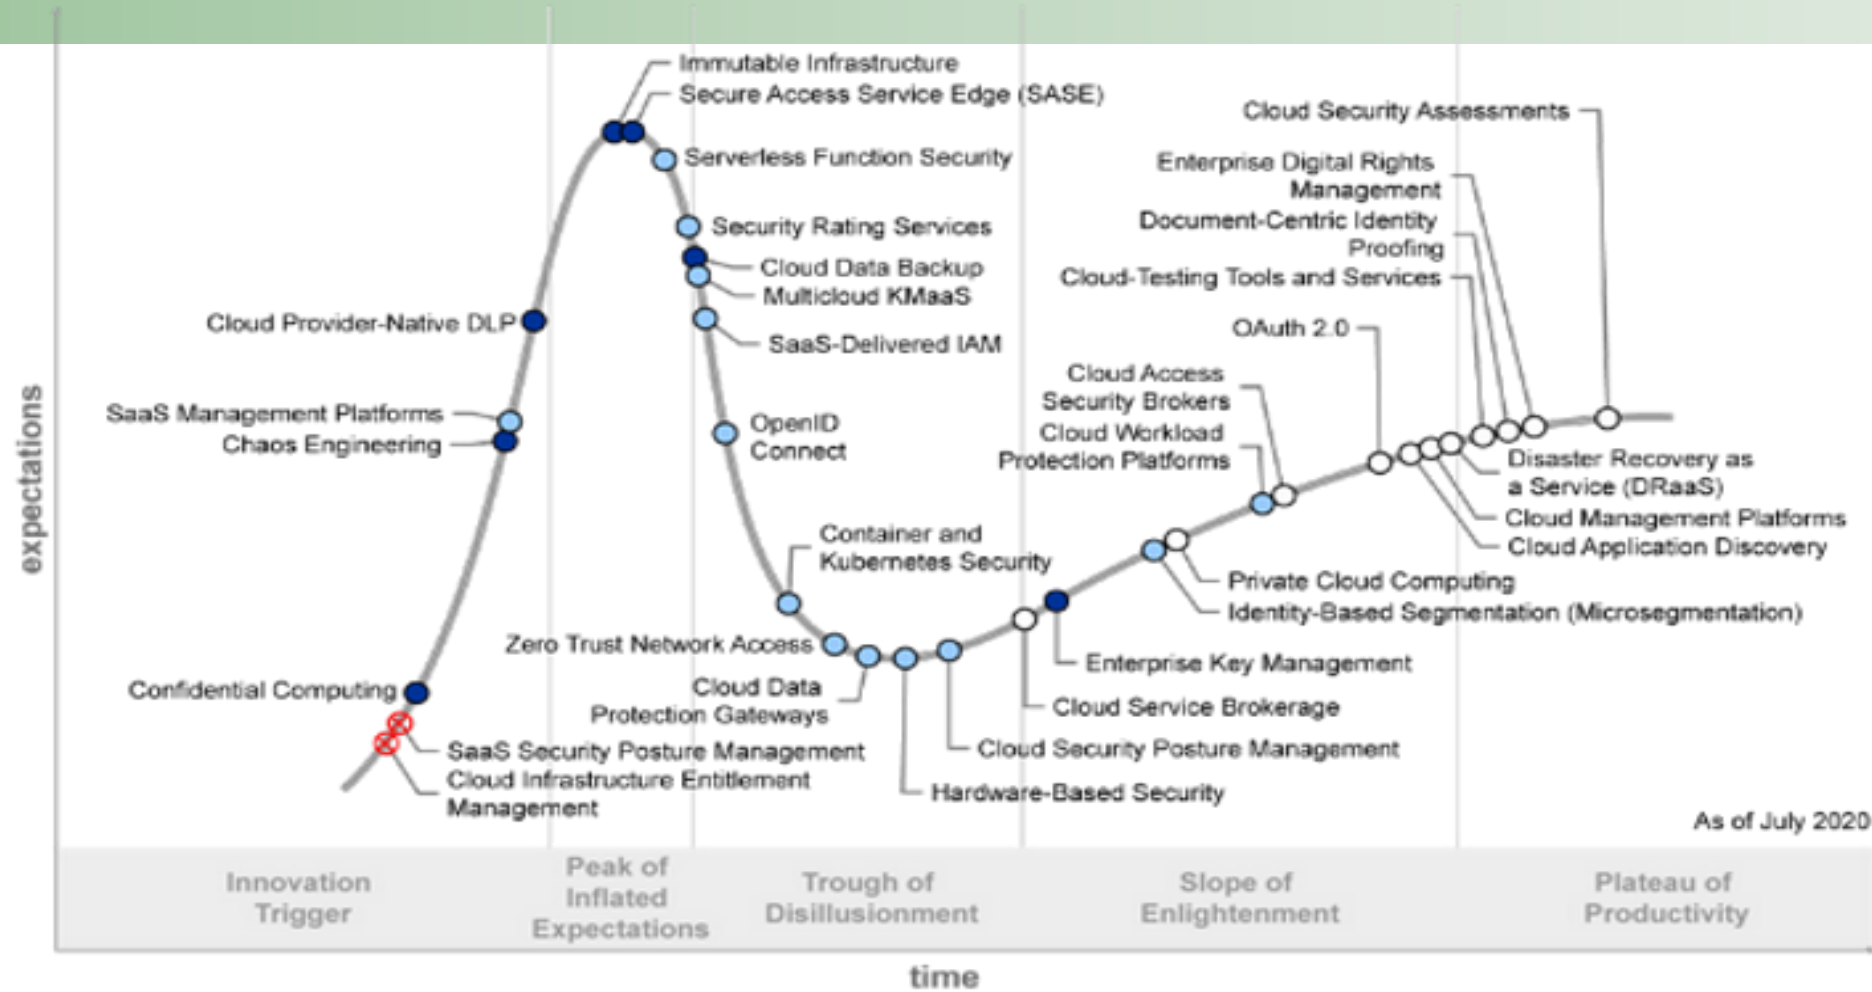 Immutable Infrastructure
Secure Access Service Edge (SASE)
Serverless Function Security
Security Rating Services
Cloud Data Backup
Multicloud KMaaS
SaaS-Delivered IAM
OpenID
Connect
Cloud Provider-Native DLP
SaaS Management Platforms
Chaos Engineering
Confidential Computing
SaaS Security Posture Management
Cloud Infrastructure Entitlement
Management
Container and
Kubernetes Security
Zero Trust Network Access
Cloud Data
Protection Gateways
Hardware-Based Security
Cloud Security Posture Management
Cloud Service Brokerage
Enterprise Key Management
Identity-Based Segmentation (Microsegmentation)
Private Cloud Computing
Cloud Workload
Protection Platforms
Cloud Access
Security Brokers
OAuth 2.0
Cloud Application Discovery
Cloud Management Platforms
Disaster Recovery as
a Service (DRaaS)
Cloud-Testing Tools and Services
Document-Centric Identity
Proofing
Enterprise Digital Rights
Management
Cloud Security Assessments
As of July 2020
expectations
Innovation
Trigger
Peak of
Inflated
Expectations
Trough of
Disillusionment
Slope of
Enlightenment
Plateau of
Productivity
time